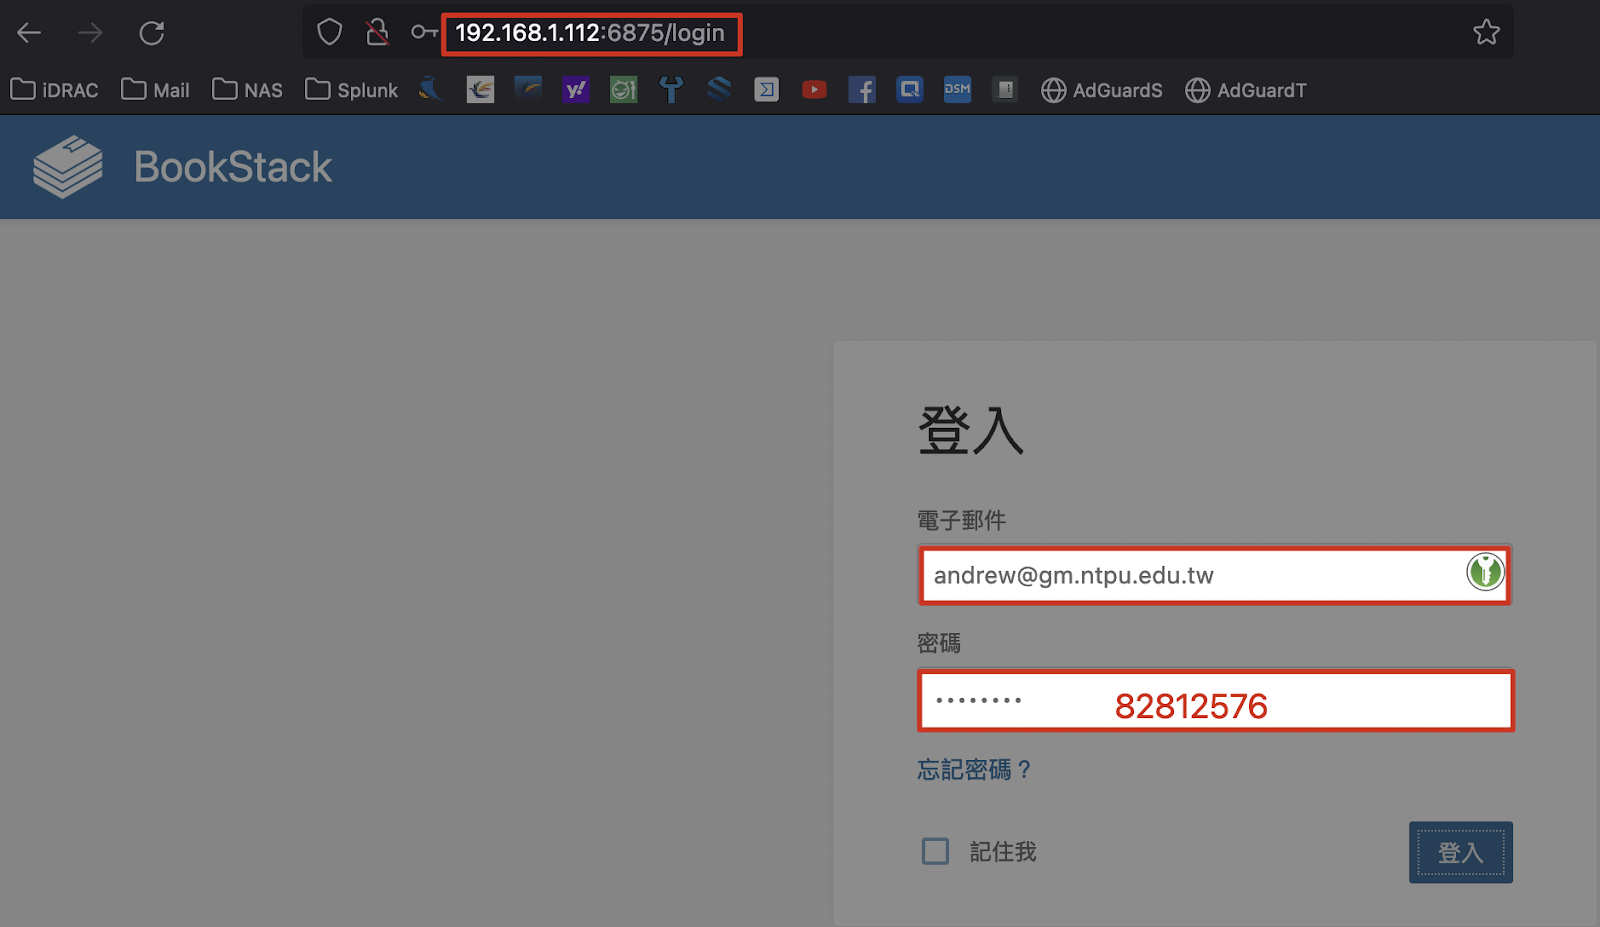 192.168.1.112:6875/login
iDRAC Mail NAS Splunk y! DSM AdGuardS AdGuardT
BookStack
登入
電子郵件
andrew@gm.ntpu.edu.tw
密碼
········ 82812576
忘記密碼？
記住我
登入